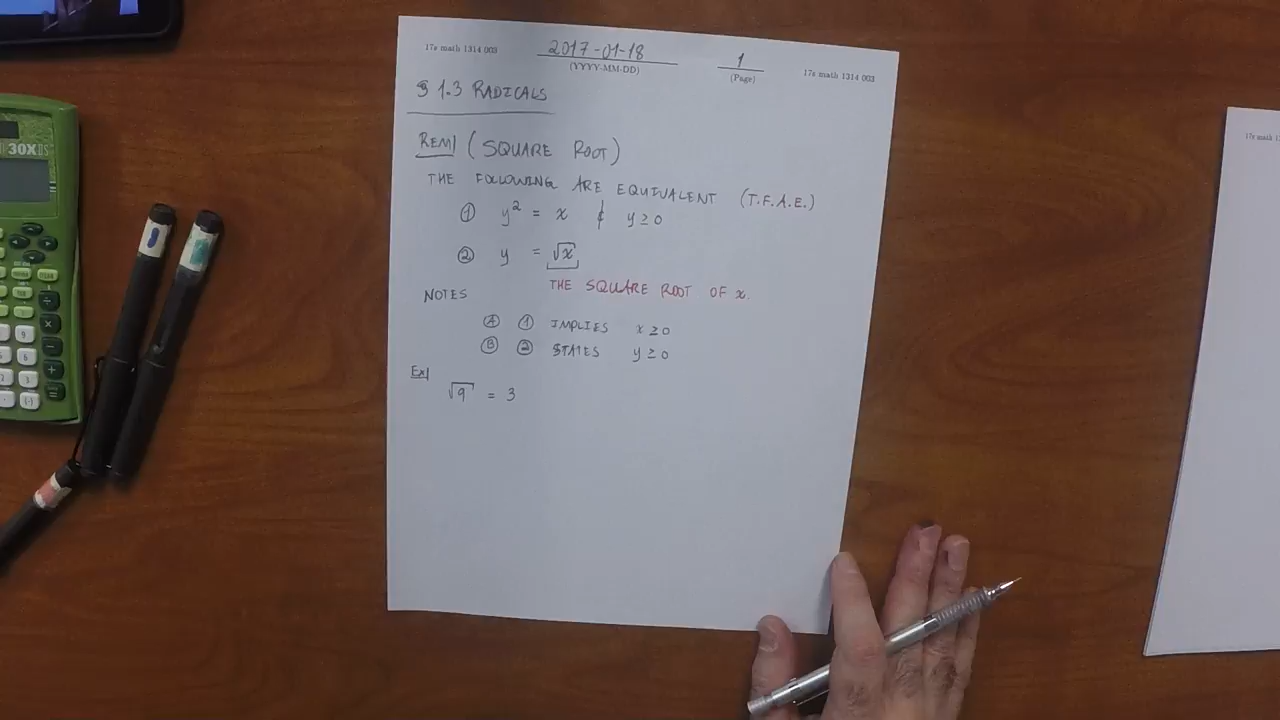 17s math 1314 003 2017-01-18 1 17s math 1314 003
(YYYY-MM-DD) (Page)
§ 1.3 RADICALS
REM (SQUARE ROOT)
THE FOLLOWING ARE EQUIVALENT (T.F.A.E.)
① y² = x & y ≥ 0
② y = √x
THE SQUARE ROOT OF x.
NOTES
Ⓐ ① IMPLIES x ≥ 0
Ⓑ ② STATES y ≥ 0
EX
√9 = 3
30X